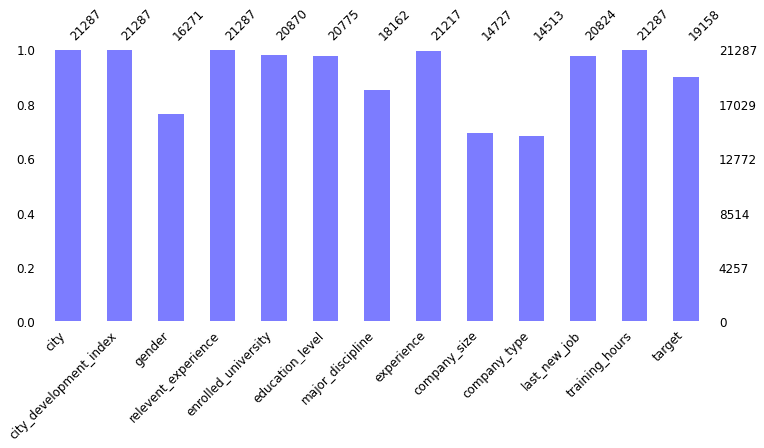 21287
21287
16271
21287
20870
20775
18162
21217
14727
14513
20824
21287
19158
1.0
21287
0.8
17029
0.6
12772
0.4
8514
0.2
4257
0.0
0
city
city_development_index
gender
relevent_experience
enrolled_university
education_level
major_discipline
experience
company_size
company_type
last_new_job
training_hours
target